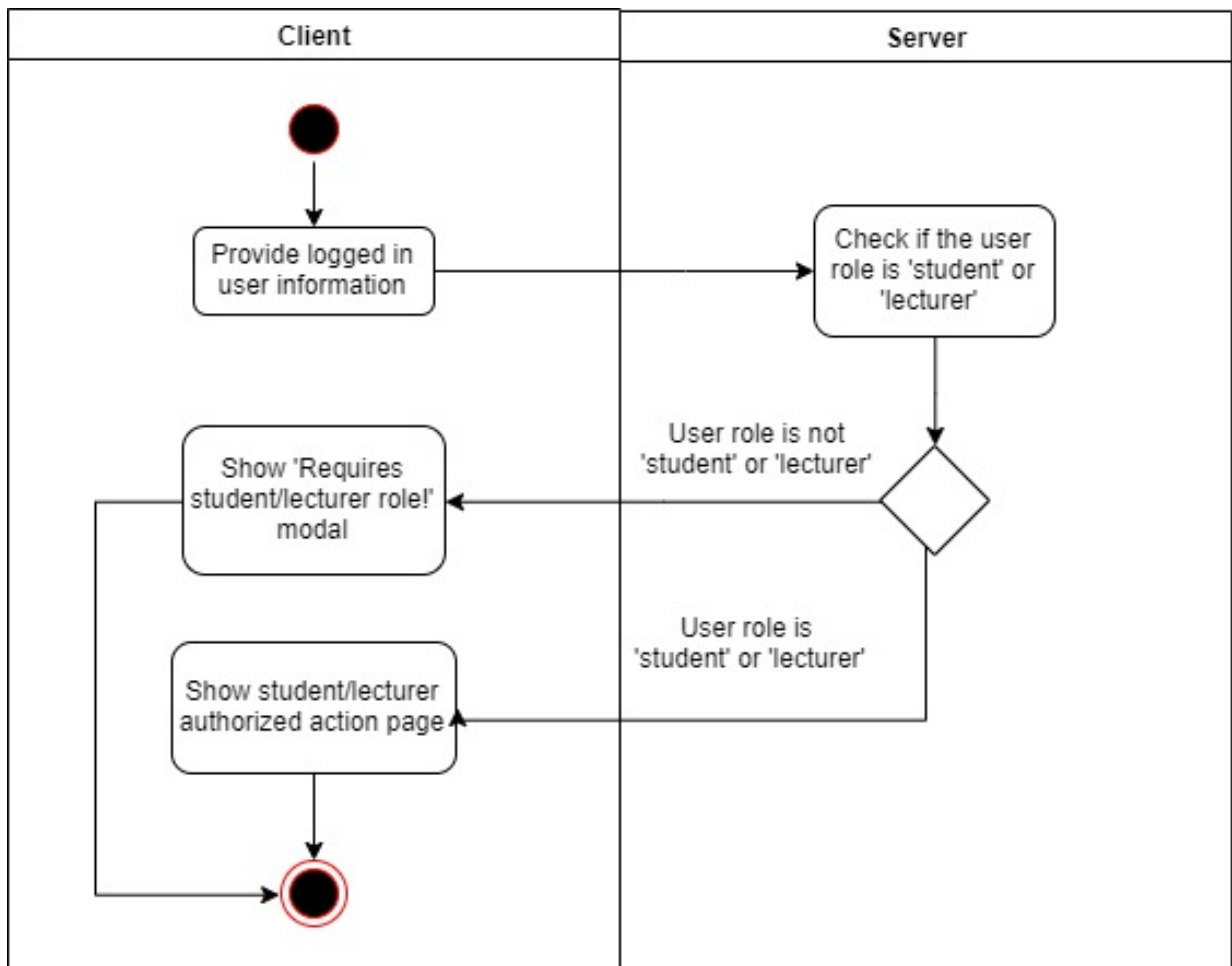 Client
Server
Provide logged in
user information
Check if the user
role is 'student' or
'lecturer'
User role is not
'student' or 'lecturer'
Show 'Requires
student/lecturer role!'
modal
User role is
'student' or 'lecturer'
Show student/lecturer
authorized action page